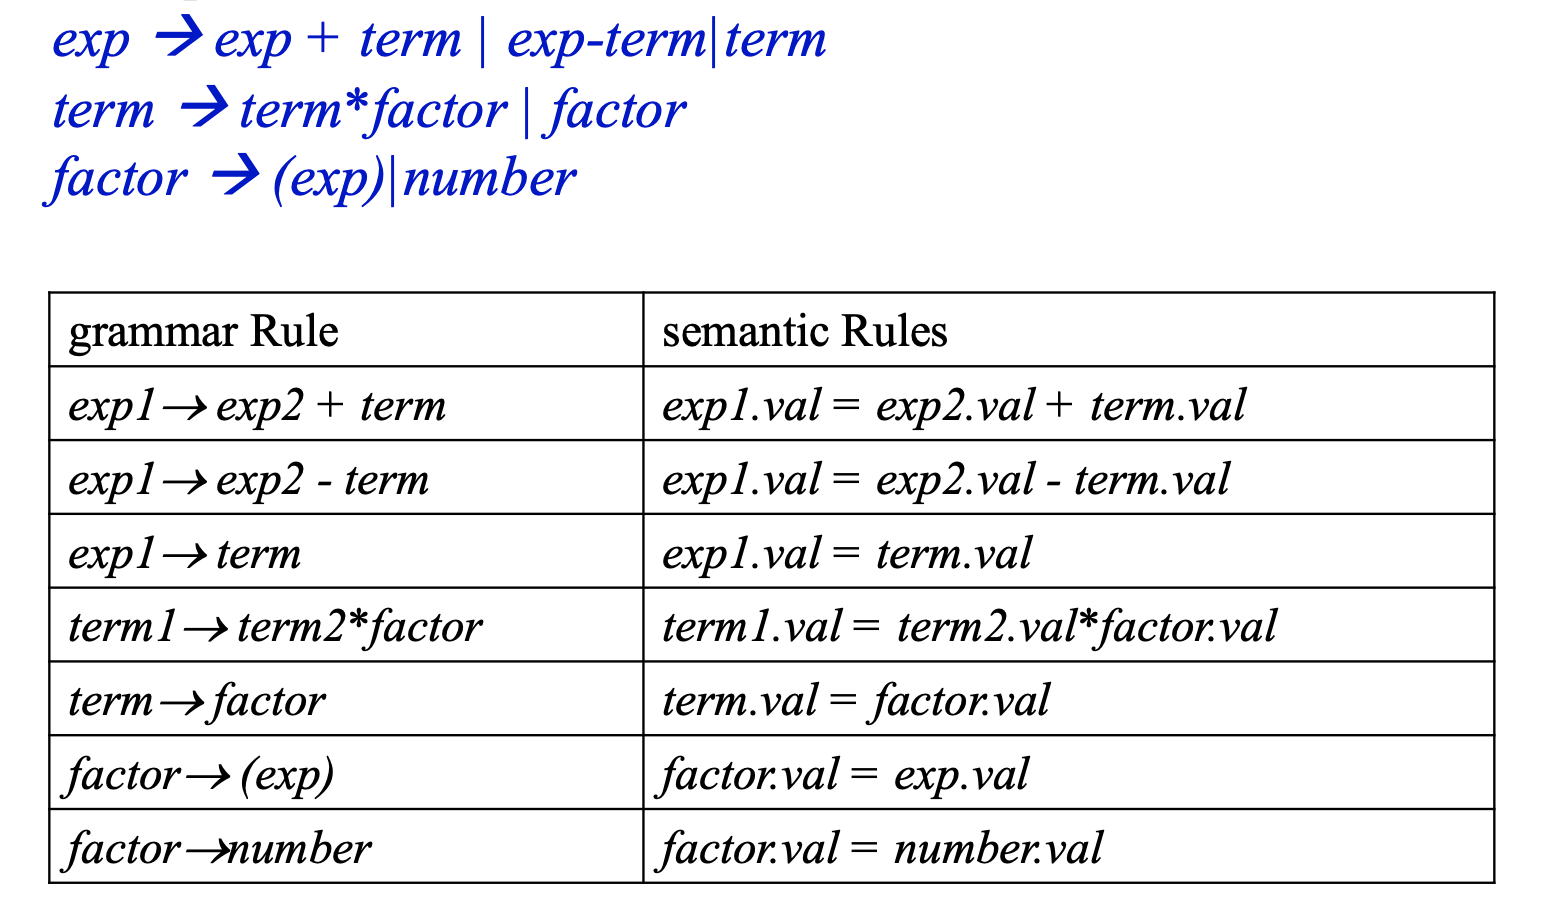 exp → exp + term | exp-term|term
term → term*factor | factor
factor → (exp)|number
grammar Rule semantic Rules
exp1→exp2 + term exp1.val = exp2.val + term.val
exp1→exp2 - term exp1.val = exp2.val - term.val
exp1→term exp1.val = term.val
term1→term2*factor term1.val = term2.val*factor.val
term→factor term.val = factor.val
factor→(exp) factor.val = exp.val
factor→number factor.val = number.val